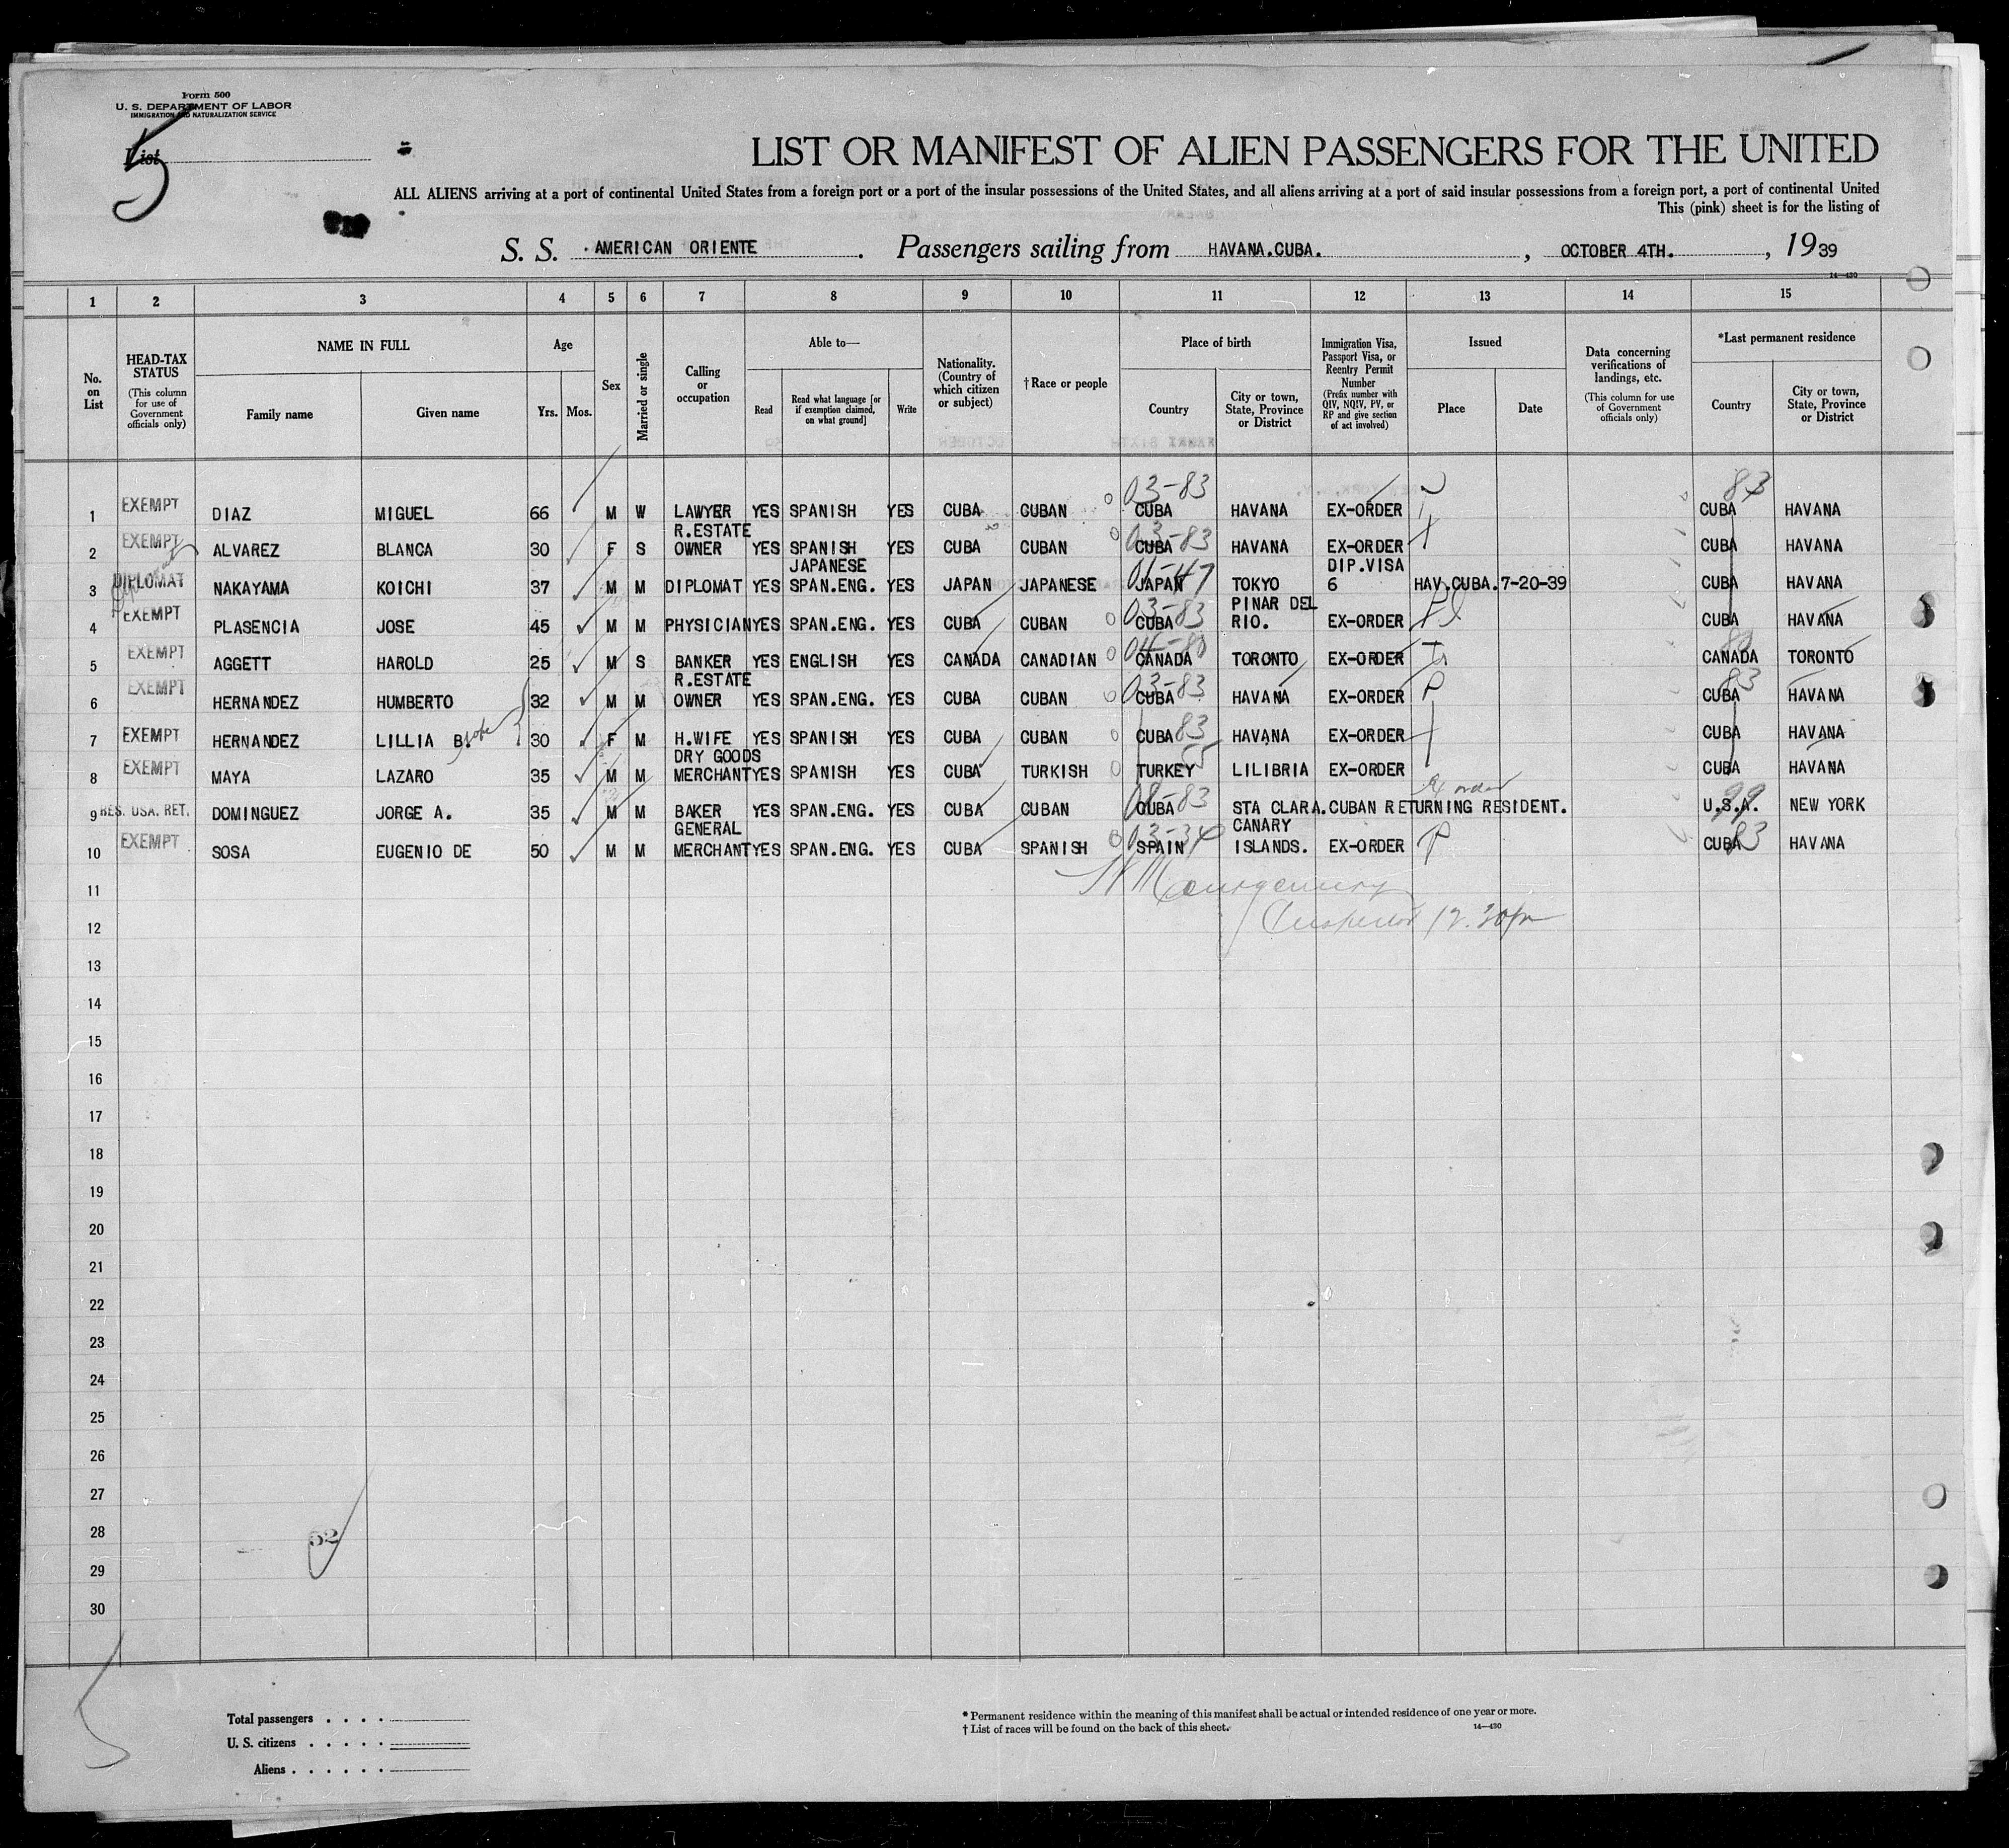 Form 500
U. S. DEPARTMENT OF LABOR
IMMIGRATION AND NATURALIZATION SERVICE
List
5
LIST OR MANIFEST OF ALIEN PASSENGERS FOR THE UNITED
ALL ALIENS arriving at a port of continental United States from a foreign port or a port of the insular possessions of the United States, and all aliens arriving at a port of said insular possessions from a foreign port, a port of continental United
This (pink) sheet is for the listing of
S. S. AMERICAN ORIENTE. Passengers sailing from HAVANA.CUBA. , OCTOBER 4TH. , 19 39
14—430
1 2 3 4 5 6 7 8 9 10 11 12 13 14 15
No. on List
HEAD-TAX STATUS (This column for use of Government officials only)
NAME IN FULL
Family name Given name
Age
Yrs. Mos.
Sex
Married or single
Calling or occupation
Able to—
Read
Read what language [or if exemption claimed, on what ground]
Write
Nationality. (Country of which citizen or subject)
†Race or people
Place of birth
Country
City or town, State, Province or District
Immigration Visa, Passport Visa, or Reentry Permit Number (Prefix number with QIV, NQIV, PV, or RP and give section of act involved)
Issued
Place Date
Data concerning verifications of landings, etc. (This column for use of Government officials only)
*Last permanent residence
Country
City or town, State, Province or District
03-83 83
1 EXEMPT DIAZ MIGUEL 66 M W LAWYER YES SPANISH YES CUBA CUBAN CUBA HAVANA EX-ORDER CUBA HAVANA
R.ESTATE
2 EXEMPT ALVAREZ BLANCA 30 F S OWNER YES SPANISH YES CUBA CUBAN CUBA 03-83 HAVANA EX-ORDER CUBA HAVANA
JAPANESE DIP.VISA
3 DIPLOMAT NAKAYAMA KOICHI 37 M M DIPLOMAT YES SPAN.ENG. YES JAPAN JAPANESE JAPAN TOKYO 6 HAV.CUBA. 7-20-39 CUBA HAVANA
PINAR DEL
4 EXEMPT PLASENCIA JOSE 45 M M PHYSICIAN YES SPAN.ENG. YES CUBA CUBAN CUBA 03-83 RIO. EX-ORDER CUBA HAVANA
5 EXEMPT AGGETT HAROLD 25 M S BANKER YES ENGLISH YES CANADA CANADIAN CANADA TORONTO EX-ORDER CANADA TORONTO
R.ESTATE
6 EXEMPT HERNANDEZ HUMBERTO 32 M M OWNER YES SPAN.ENG. YES CUBA CUBAN CUBA 03-83 HAVANA EX-ORDER CUBA 83 HAVANA
7 EXEMPT HERNANDEZ LILLIA B. 30 F M H.WIFE YES SPANISH YES CUBA CUBAN CUBA 83 HAVANA EX-ORDER CUBA HAVANA
DRY GOODS
8 EXEMPT MAYA LAZARO 35 M M MERCHANT YES SPANISH YES CUBA TURKISH TURKEY 55 LILIBRIA EX-ORDER CUBA HAVANA
Ex order
9 RES. USA. RET. DOMINGUEZ JORGE A. 35 M M BAKER YES SPAN.ENG. YES CUBA CUBAN CUBA STA CLARA. CUBAN RETURNING RESIDENT. U.S.A. 99 NEW YORK
GENERAL CANARY
10 EXEMPT SOSA EUGENIO DE 50 M M MERCHANT YES SPAN.ENG. YES CUBA SPANISH SPAIN 03-34 ISLANDS. EX-ORDER CUBA 83 HAVANA
11
Montgomery
12
Inspector 12.30pm
13
14
15
16
17
18
19
20
21
22
23
24
25
26
27
28
52
29
30
Total passengers . . . .
U. S. citizens . . . . .
Aliens . . . . . .
* Permanent residence within the meaning of this manifest shall be actual or intended residence of one year or more.
† List of races will be found on the back of this sheet.
14—430